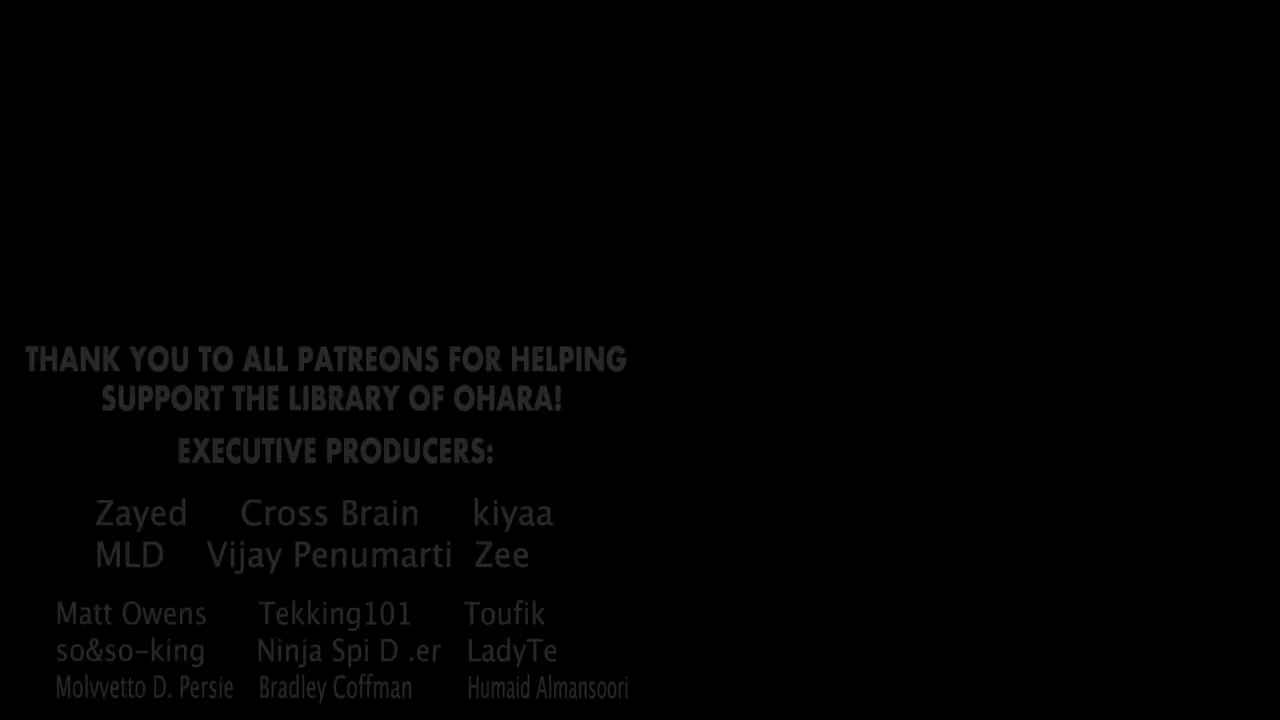 THANK YOU TO ALL PATREONS FOR HELPING
SUPPORT THE LIBRARY OF OHARA!
EXECUTIVE PRODUCERS:
Zayed Cross Brain kiyaa
MLD Vijay Penumarti Zee
Matt Owens Tekking101 Toufik
so&so-king Ninja Spi D .er LadyTe
Molvvetto D. Persie Bradley Coffman Humaid Almansoori